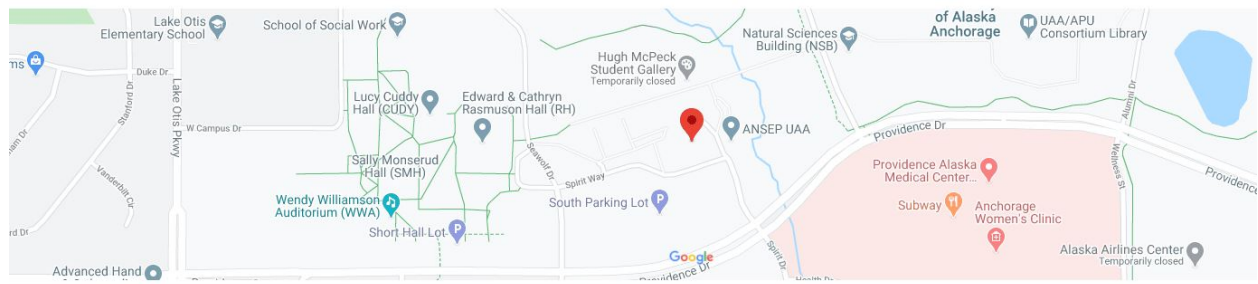 Lake Otis
Elementary School
School of Social Work
Natural Sciences
Building (NSB)
y of Alaska
Anchorage
UAA/APU
Consortium Library
Duke Dr
Stanford Dr
Lake Otis Pkwy
Hugh McPeck
Student Gallery
Temporarily closed
Lucy Cuddy
Hall (CUDY)
Edward & Cathryn
Rasmuson Hall (RH)
Alumni Dr
W Campus Dr
ANSEP UAA
Providence Dr
Seawolf Dr
Sally Monserud
Hall (SMH)
Spirit Way
Providence Alaska
Medical Center...
Wellness St
Providence
Vanderbilt Cir
Wendy Williamson
Auditorium (WWA)
South Parking Lot
Subway
Anchorage
Women's Clinic
Short Hall Lot
Alaska Airlines Center
Temporarily closed
Google
Providence Dr
Spirit Dr
Advanced Hand